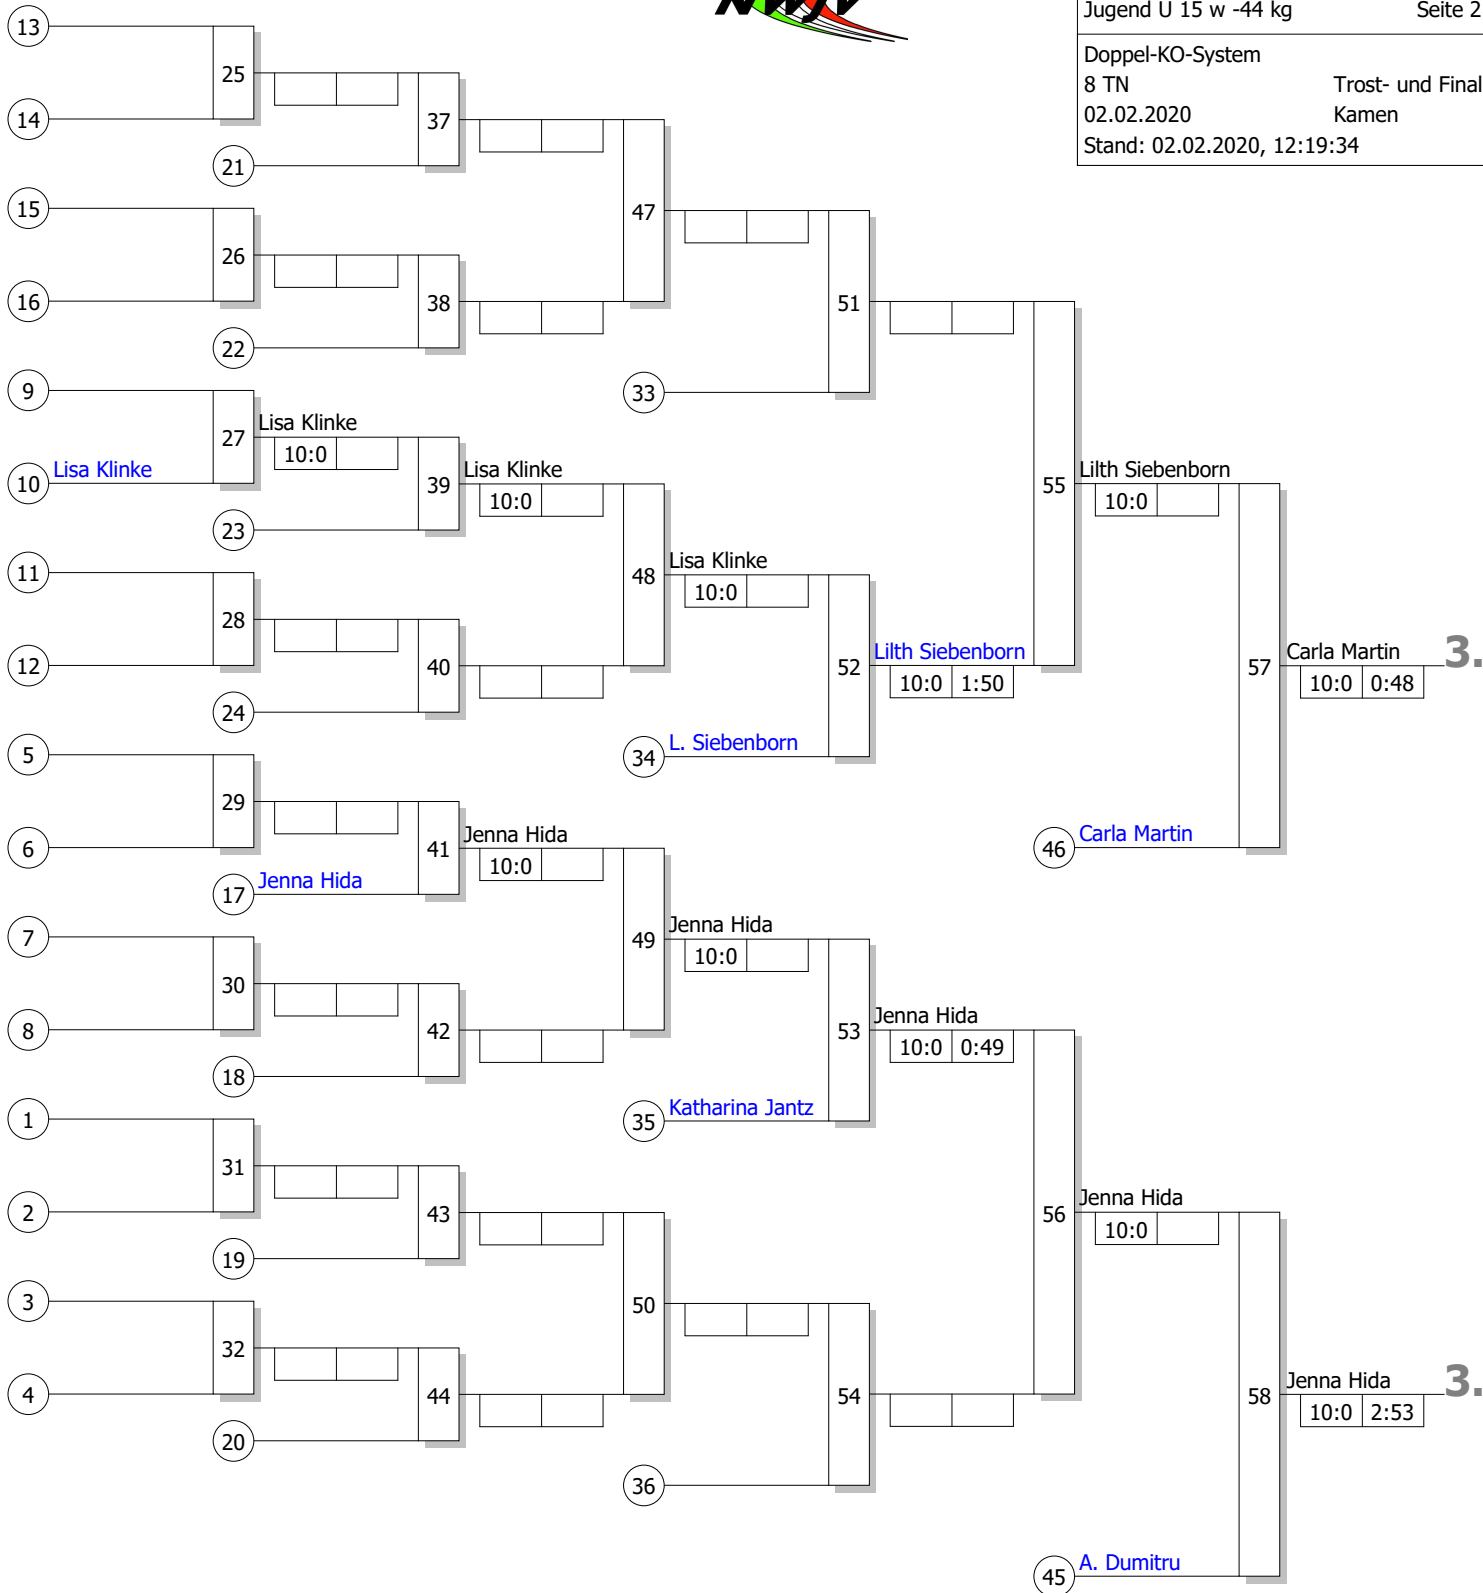 NWJV
Jugend U 15 w -44 kg Seite 2
Doppel-KO-System
8 TN Trost- und Final
02.02.2020 Kamen
Stand: 02.02.2020, 12:19:34
13
25
14
37
21
15
47
26
16
38
51
22
9
33
27 Lisa Klinke
10:0
10 Lisa Klinke
39 Lisa Klinke
10:0
55 Lilth Siebenborn
10:0
23
11
48 Lisa Klinke
10:0
28
12
40
52 Lilth Siebenborn
10:0 1:50
57 Carla Martin 3.
10:0 0:48
24
5
34 L. Siebenborn
29
6
41 Jenna Hida
10:0
46 Carla Martin
17 Jenna Hida
7
49 Jenna Hida
10:0
30
8
42
53 Jenna Hida
10:0 0:49
18
1
35 Katharina Jantz
31
2
43
56 Jenna Hida
10:0
19
3
50
32
4
44
54
58 Jenna Hida 3.
10:0 2:53
20
36
45 A. Dumitru